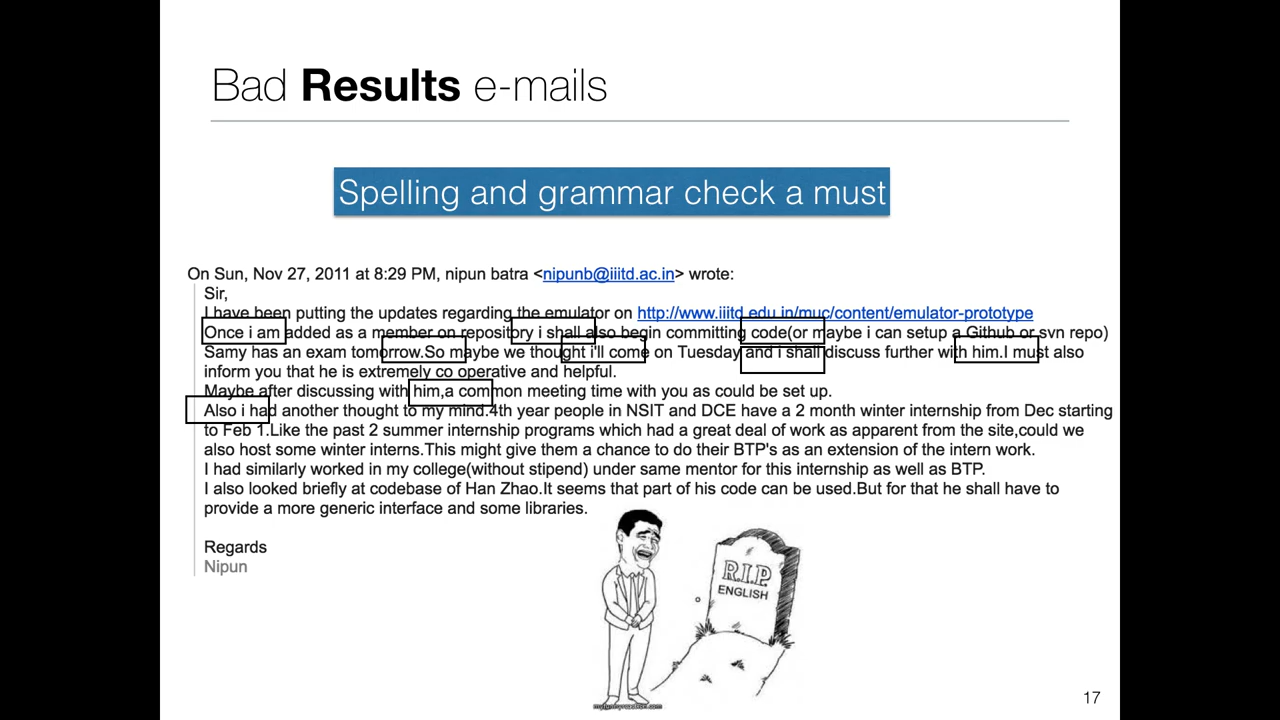 Bad Results e-mails
Spelling and grammar check a must
On Sun, Nov 27, 2011 at 8:29 PM, nipun batra <nipunb@iiitd.ac.in> wrote:
Sir,
I have been putting the updates regarding the emulator on http://www.iiitd.edu.in/muc/content/emulator-prototype
Once i am added as a member on repository i shall also begin committing code(or maybe i can setup a Github or svn repo)
Samy has an exam tomorrow.So maybe we thought i'll come on Tuesday and i shall discuss further with him.I must also
inform you that he is extremely co operative and helpful.
Maybe after discussing with him,a common meeting time with you as could be set up.
Also i had another thought to my mind.4th year people in NSIT and DCE have a 2 month winter internship from Dec starting
to Feb 1.Like the past 2 summer internship programs which had a great deal of work as apparent from the site,could we
also host some winter interns.This might give them a chance to do their BTP's as an extension of the intern work.
I had similarly worked in my college(without stipend) under same mentor for this internship as well as BTP.
I also looked briefly at codebase of Han Zhao.It seems that part of his code can be used.But for that he shall have to
provide a more generic interface and some libraries.
Regards
Nipun
R.I.P
ENGLISH
17